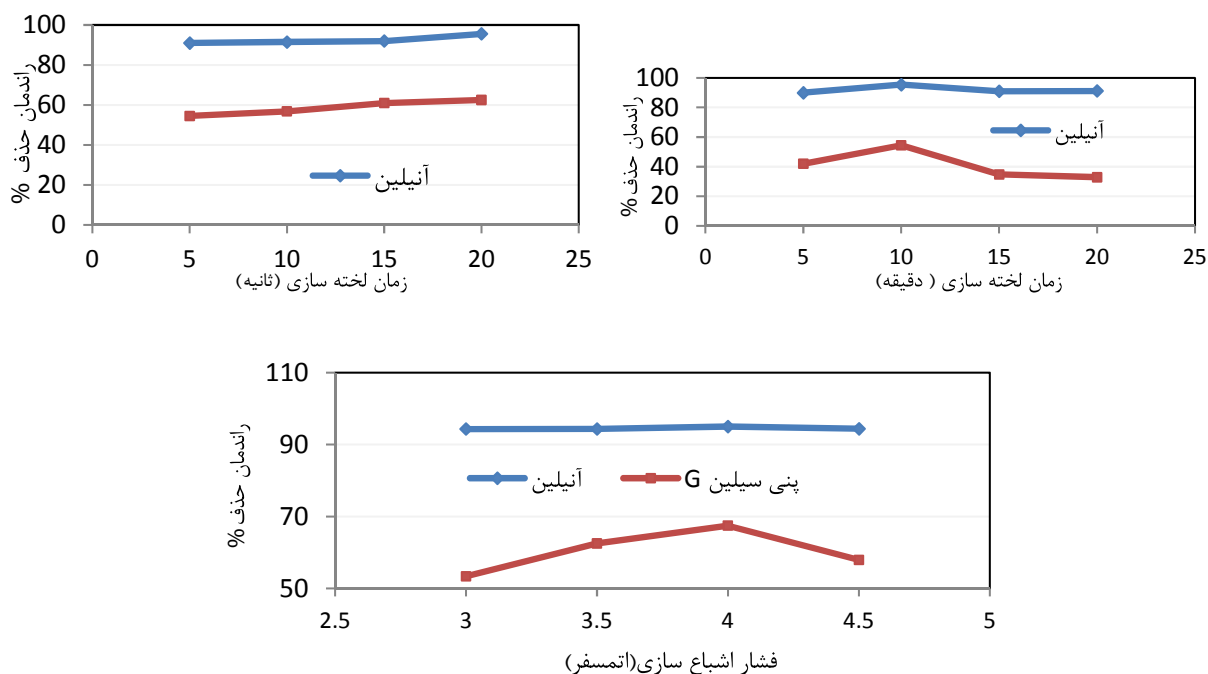 100
80
60
40
20
0
راندمان حذف %
آنیلین
0 5 10 15 20 25
زمان لخته سازی (ثانیه)
100
80
60
40
20
0
راندمان حذف %
آنیلین
0 5 10 15 20 25
زمان لخته سازی ( دقیقه)
110
90
70
50
راندمان حذف %
آنیلین پنی سیلین G
2.5 3 3.5 4 4.5 5
فشار اشباع سازی(اتمسفر)